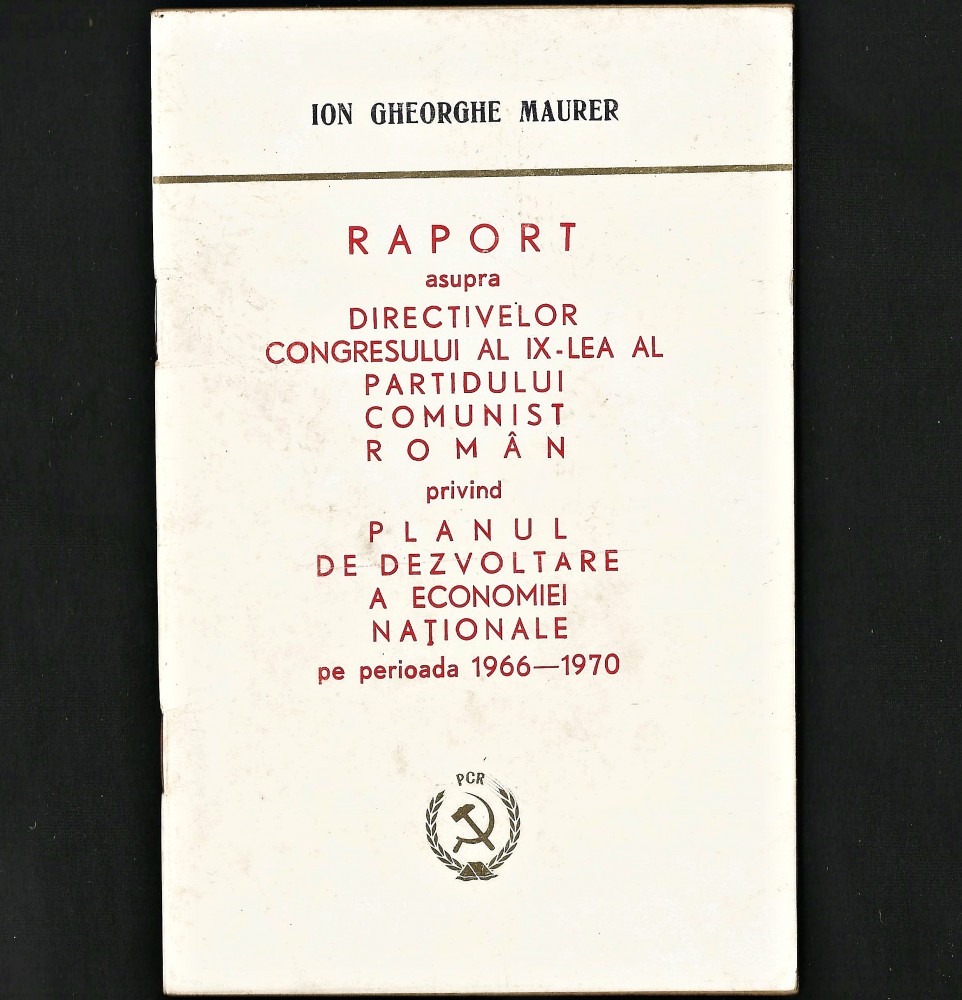 ION GHEORGHE MAURER
RAPORT
asupra
DIRECTIVELOR
CONGRESULUI AL IX-LEA AL
PARTIDULUI
COMUNIST
ROMÂN
privind
PLANUL
DE DEZVOLTARE
A ECONOMIEI
NAŢIONALE
pe perioada 1966—1970
PCR